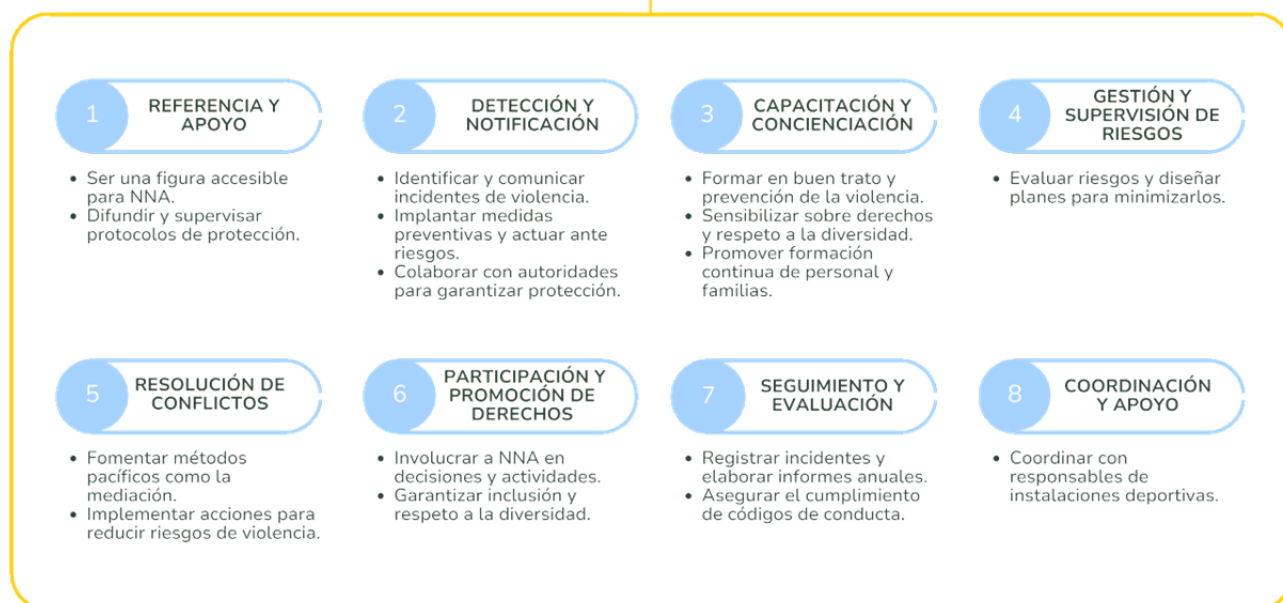 1
REFERENCIA Y
APOYO
• Ser una figura accesible
para NNA.
• Difundir y supervisar
protocolos de protección.
2
DETECCIÓN Y
NOTIFICACIÓN
• Identificar y comunicar
incidentes de violencia.
• Implantar medidas
preventivas y actuar ante
riesgos.
• Colaborar con autoridades
para garantizar protección.
3
CAPACITACIÓN Y
CONCIENCIACIÓN
• Formar en buen trato y
prevención de la violencia.
• Sensibilizar sobre derechos
y respeto a la diversidad.
• Promover formación
continua de personal y
familias.
4
GESTIÓN Y
SUPERVISIÓN DE
RIESGOS
• Evaluar riesgos y diseñar
planes para minimizarlos.
5
RESOLUCIÓN DE
CONFLICTOS
• Fomentar métodos
pacíficos como la
mediación.
• Implementar acciones para
reducir riesgos de violencia.
6
PARTICIPACIÓN Y
PROMOCIÓN DE
DERECHOS
• Involucrar a NNA en
decisiones y actividades.
• Garantizar inclusión y
respeto a la diversidad.
7
SEGUIMIENTO Y
EVALUACIÓN
• Registrar incidentes y
elaborar informes anuales.
• Asegurar el cumplimiento
de códigos de conducta.
8
COORDINACIÓN
Y APOYO
• Coordinar con
responsables de
instalaciones deportivas.